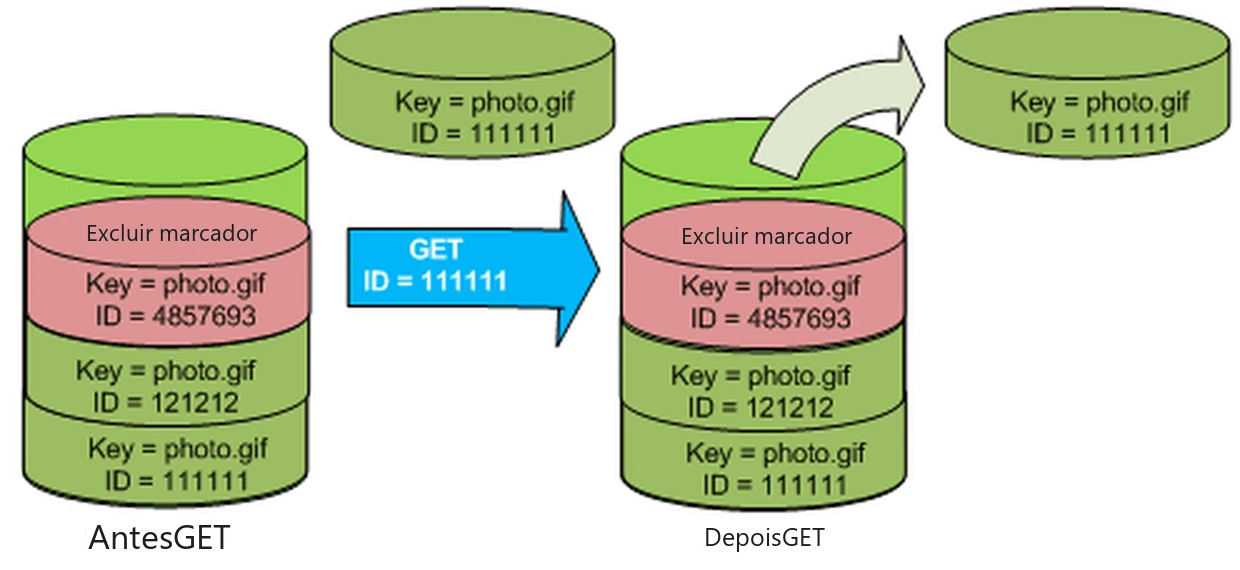 Key = photo.gif
ID = 111111
Key = photo.gif
ID = 111111
Excluir marcador
Key = photo.gif
ID = 4857693
Key = photo.gif
ID = 121212
Key = photo.gif
ID = 111111
AntesGET
GET
ID = 111111
Excluir marcador
Key = photo.gif
ID = 4857693
Key = photo.gif
ID = 121212
Key = photo.gif
ID = 111111
DepoisGET